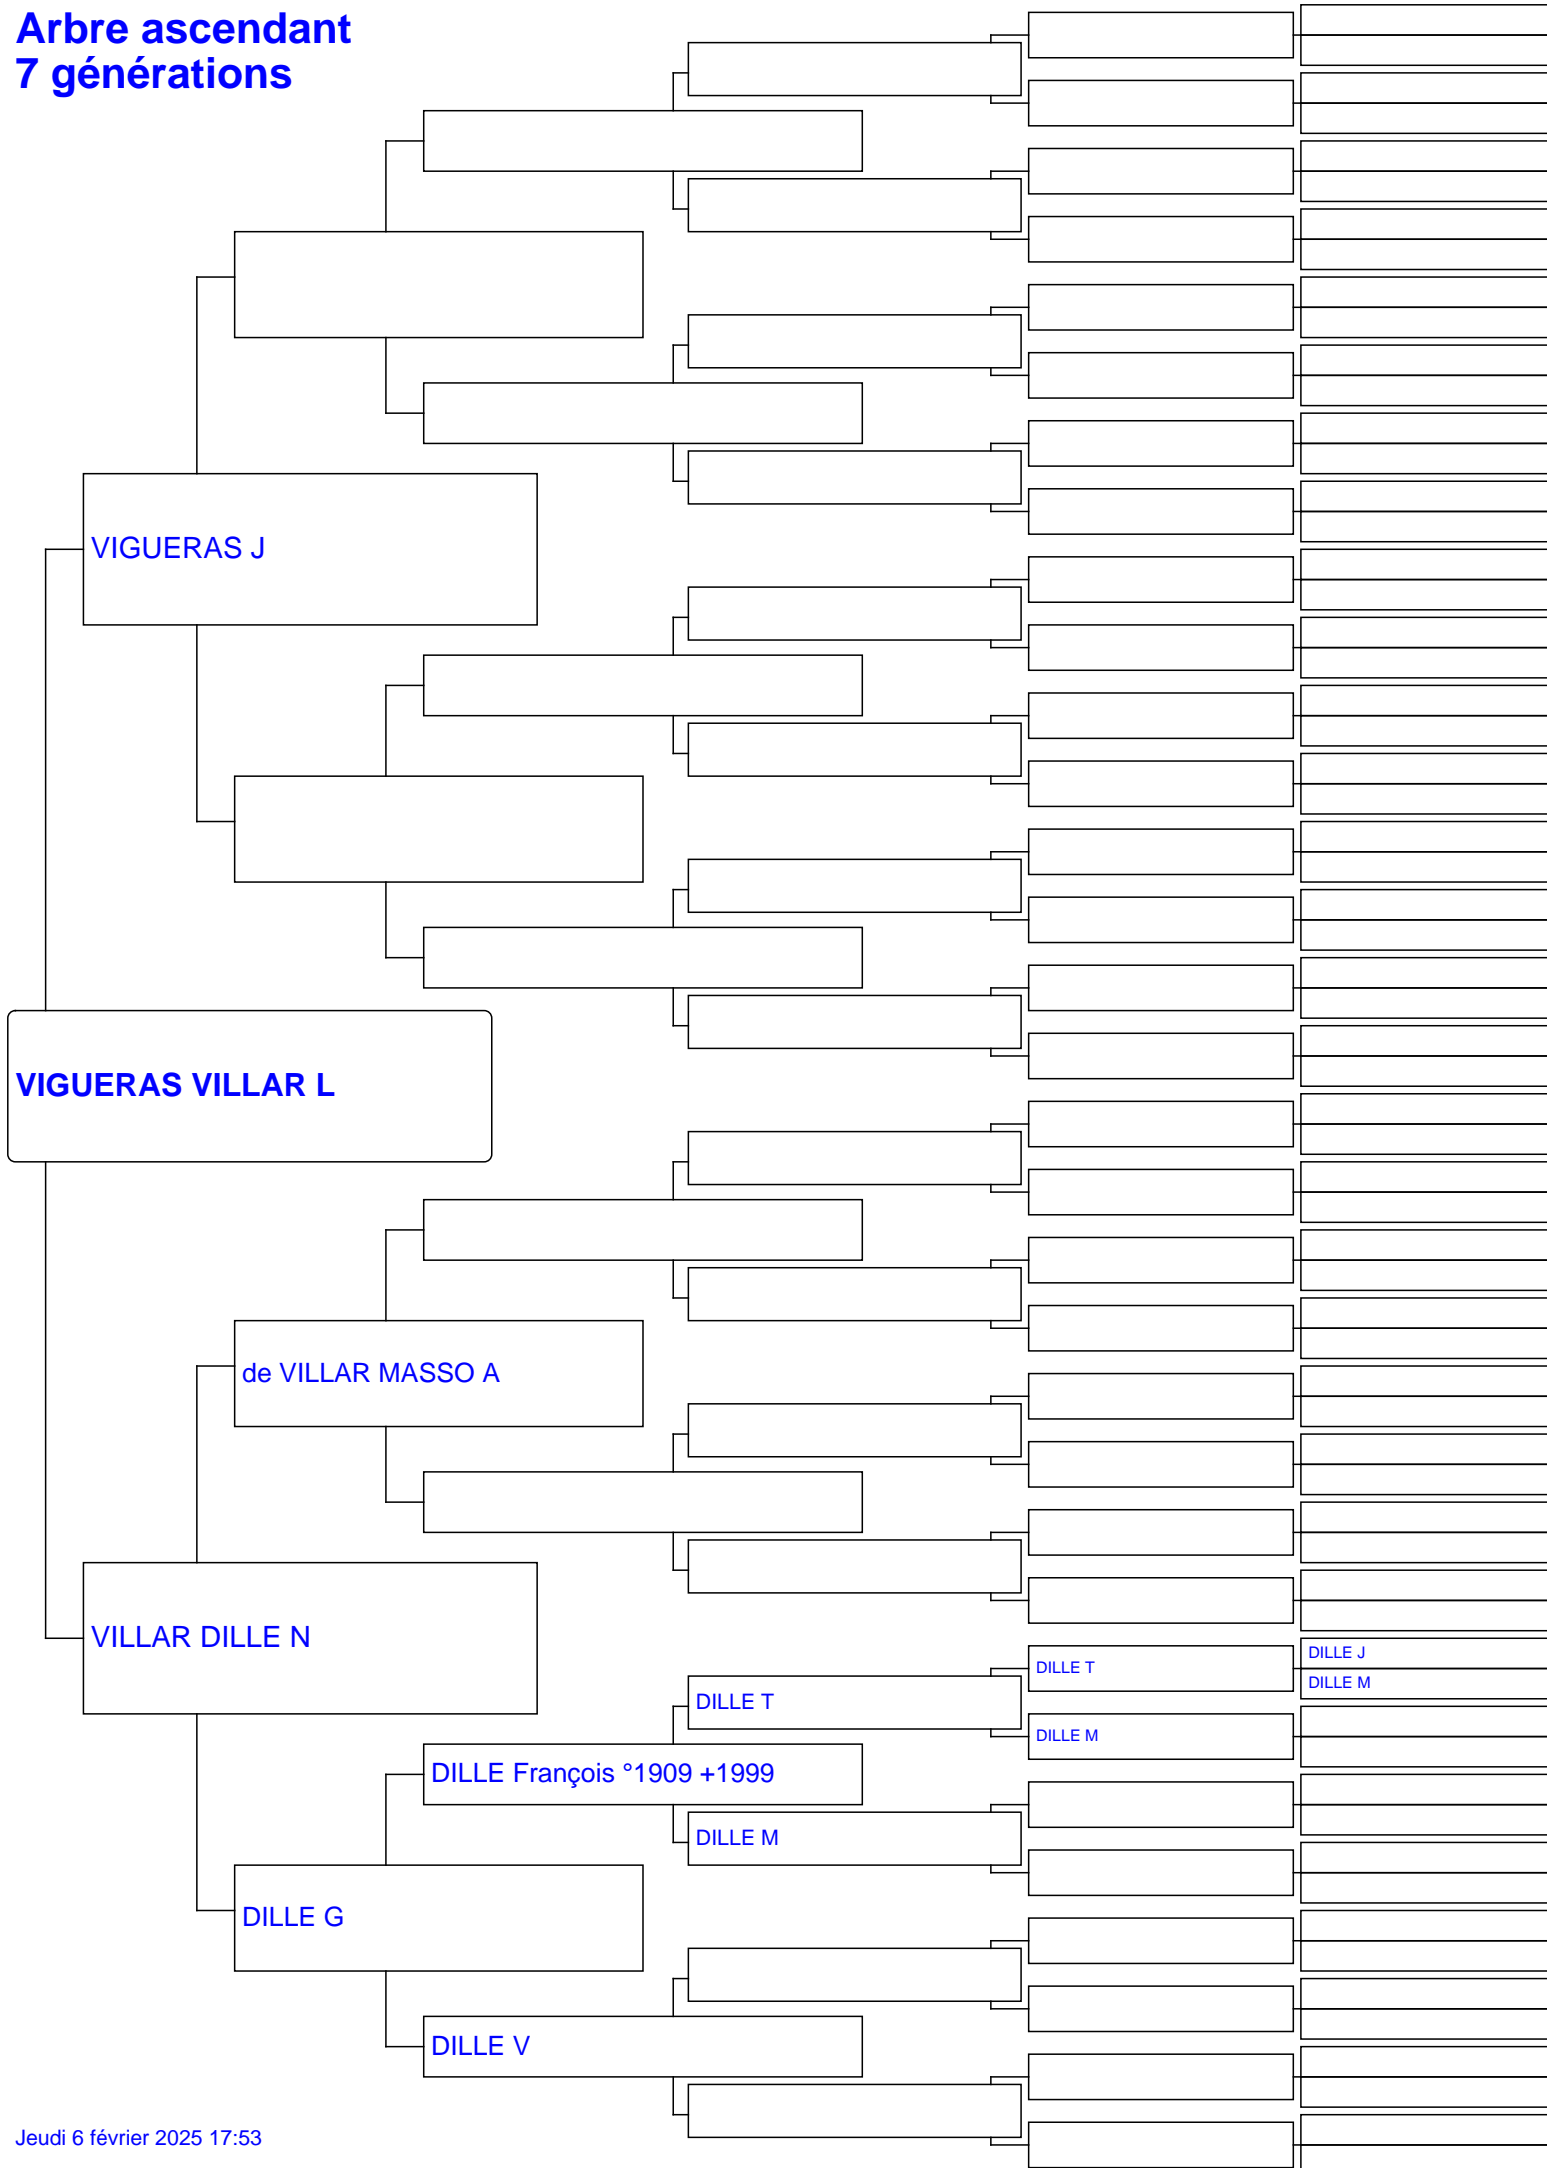 Arbre ascendant
7 générations
VIGUERAS J
VIGUERAS VILLAR L
de VILLAR MASSO A
VILLAR DILLE N
DILLE J
DILLE T
DILLE M
DILLE T
DILLE M
DILLE François °1909 +1999
DILLE M
DILLE G
DILLE V
Jeudi 6 février 2025 17:53